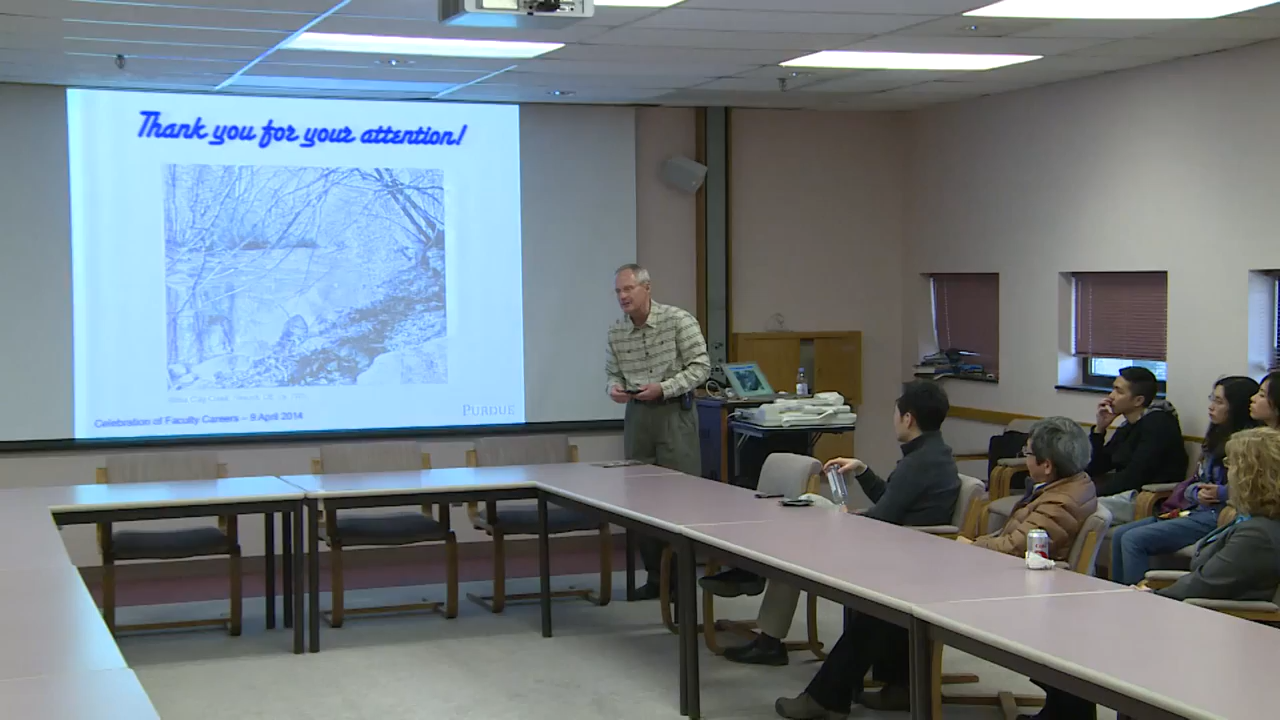 Thank you for your attention!
Celebration of Faculty Careers – 9 April 2014
PURDUE